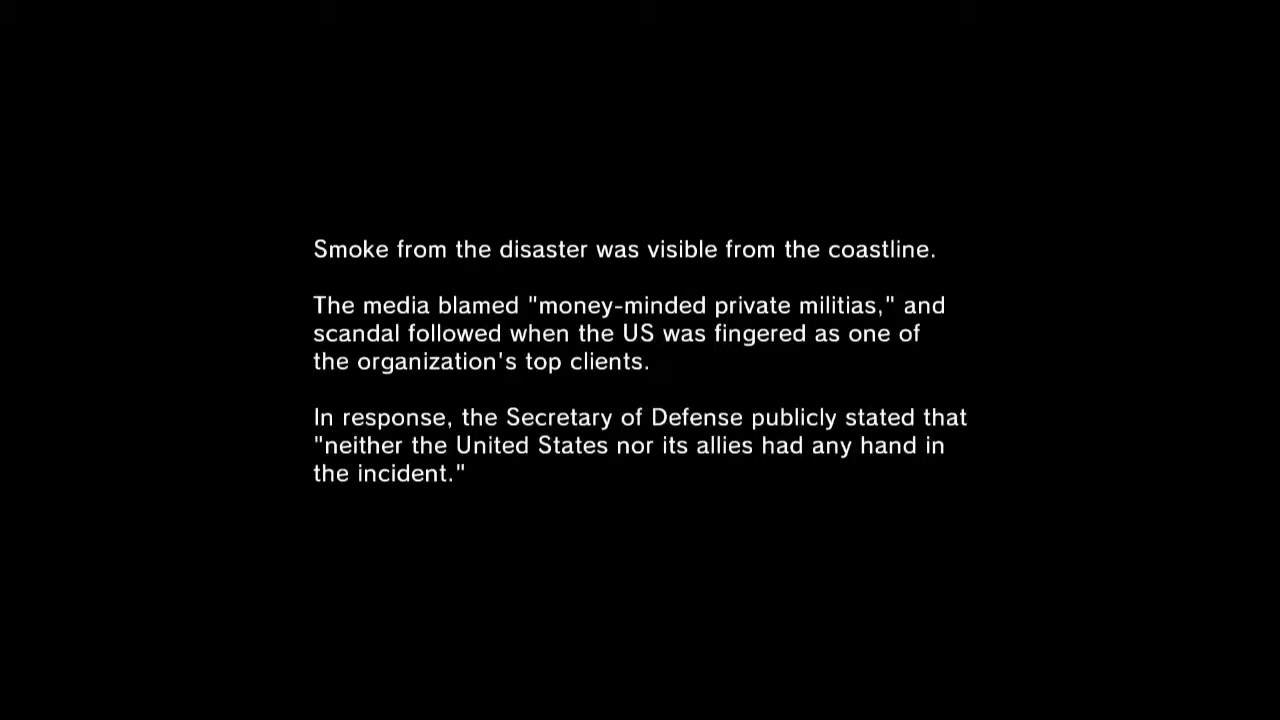 Smoke from the disaster was visible from the coastline.
The media blamed "money-minded private militias," and
scandal followed when the US was fingered as one of
the organization's top clients.
In response, the Secretary of Defense publicly stated that
"neither the United States nor its allies had any hand in
the incident."